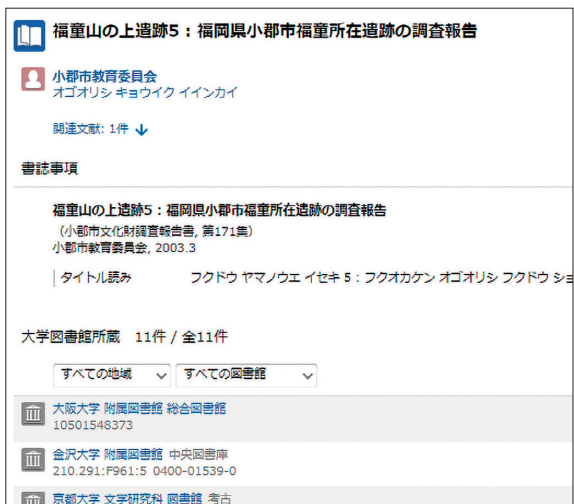 福童山の上遺跡5 : 福岡県小郡市福童所在遺跡の調査報告
小郡市教育委員会
オゴオリシ キョウイク イインカイ
関連文献: 1件
書誌事項
福童山の上遺跡5 : 福岡県小郡市福童所在遺跡の調査報告
（小郡市文化財調査報告書, 第171集）
小郡市教育委員会, 2003.3
タイトル読み フクドウ ヤマノウエ イセキ 5 : フクオカケン オゴオリシ フクドウ ショ
大学図書館所蔵 11件 / 全11件
すべての地域 すべての図書館
大阪大学 附属図書館 総合図書館
10501548373
金沢大学 附属図書館 中央図書庫
210.291:F961:5 0400-01539-0
京都大学 文学研究科 図書館 考古